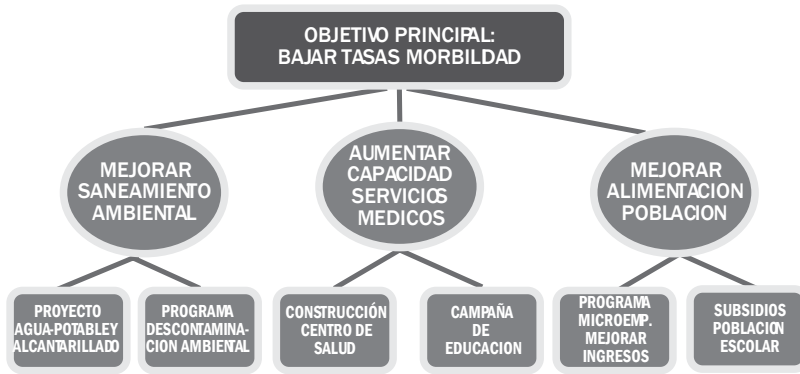 OBJETIVO PRINCIPAL:
BAJAR TASAS MORBILDAD
MEJORAR
SANEAMIENTO
AMBIENTAL
AUMENTAR
CAPACIDAD
SERVICIOS
MEDICOS
MEJORAR
ALIMENTACION
POBLACION
PROYECTO
AGUA-POTABLE Y
ALCANTARILLADO
PROGRAMA
DESCONTAMINA-
CION AMBIENTAL
CONSTRUCCIÓN
CENTRO DE
SALUD
CAMPAÑA
DE
EDUCACION
PROGRAMA
MICROEMP.
MEJORAR
INGRESOS
SUBSIDIOS
POBLACION
ESCOLAR